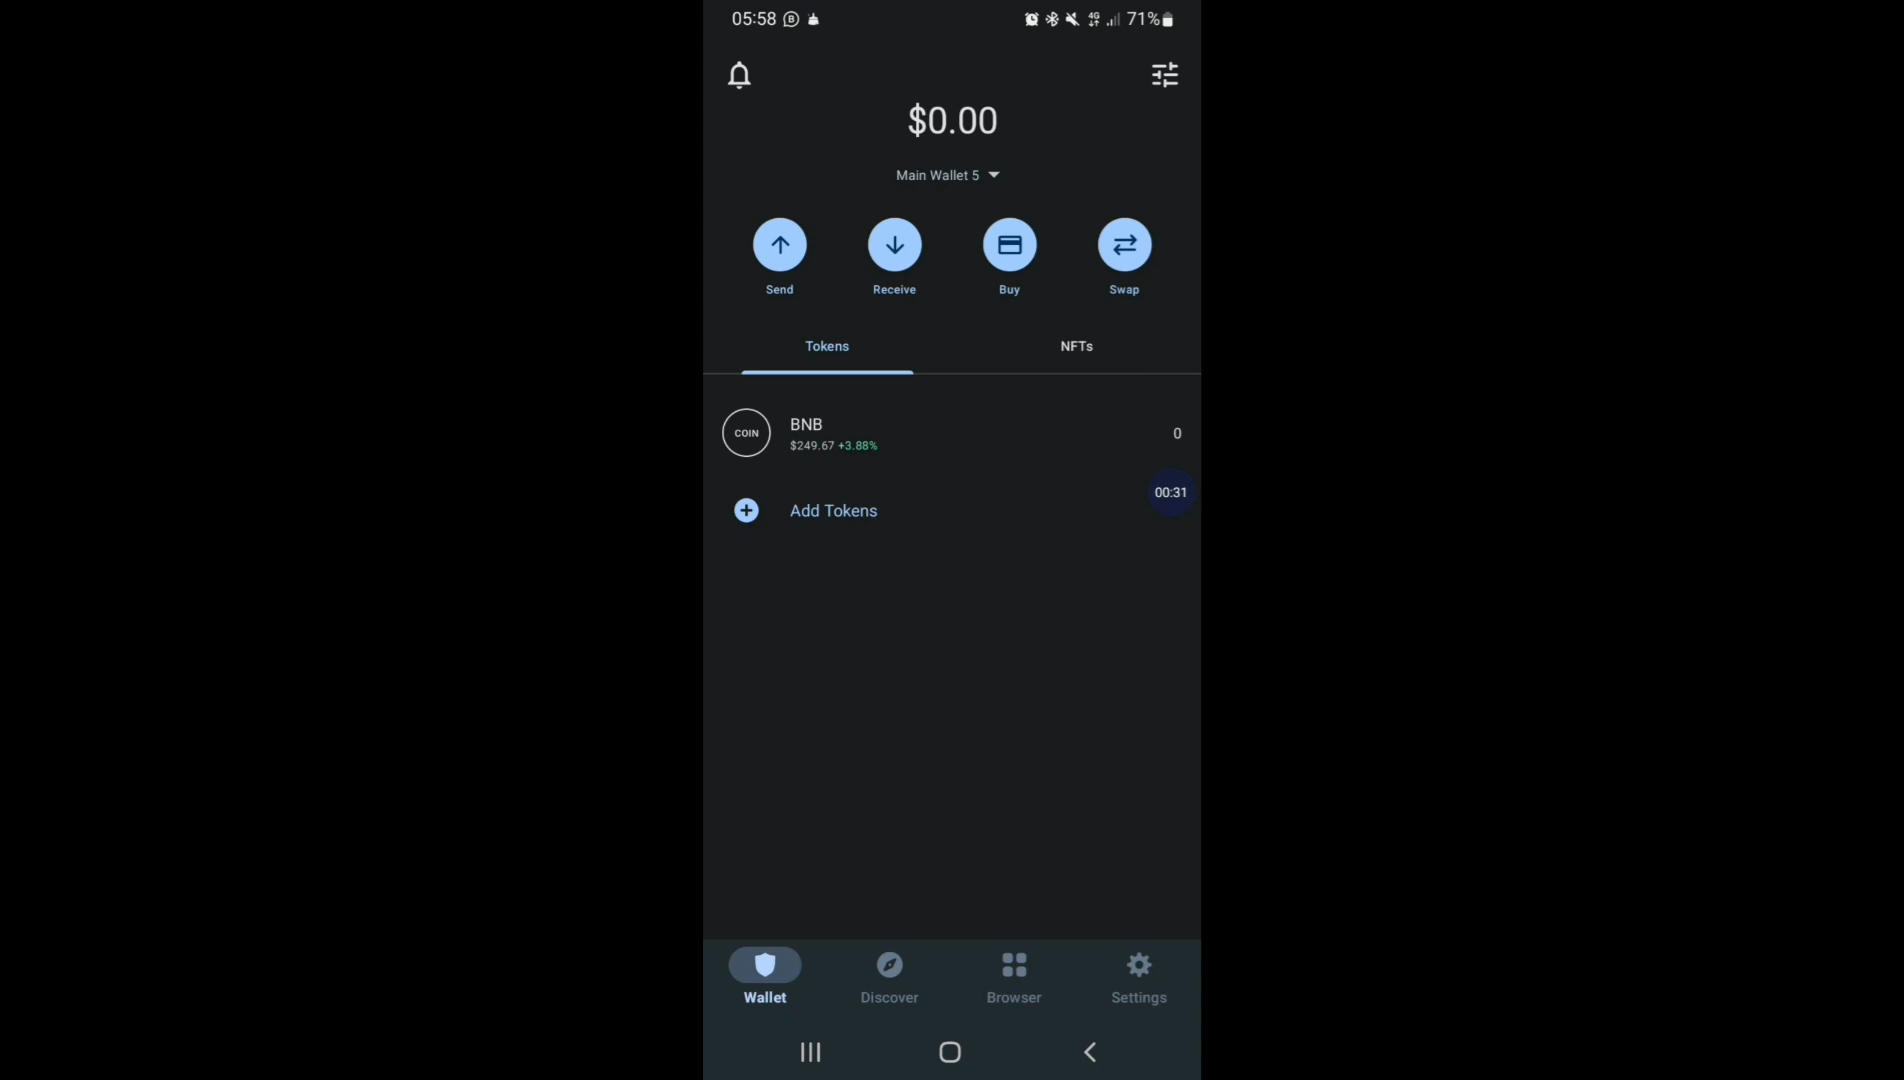 05:58 4G 71%
$0.00
Main Wallet 5
Send Receive Buy Swap
Tokens NFTs
COIN BNB 0
$249.67 +3.88%
00:31
Add Tokens
Wallet Discover Browser Settings